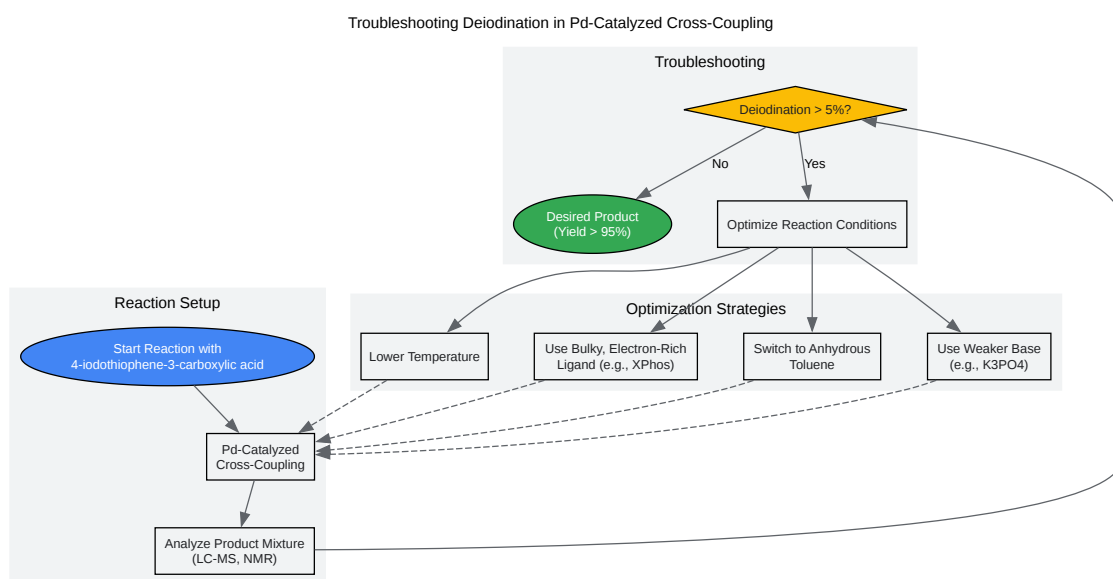 Troubleshooting Deiodination in Pd-Catalyzed Cross-Coupling
Troubleshooting
Deiodination > 5%?
No
Yes
Desired Product
(Yield > 95%)
Optimize Reaction Conditions
Reaction Setup
Start Reaction with
4-iodothiophene-3-carboxylic acid
Optimization Strategies
Lower Temperature
Use Bulky, Electron-Rich
Ligand (e.g., XPhos)
Switch to Anhydrous
Toluene
Use Weaker Base
(e.g., K3PO4)
Pd-Catalyzed
Cross-Coupling
Analyze Product Mixture
(LC-MS, NMR)